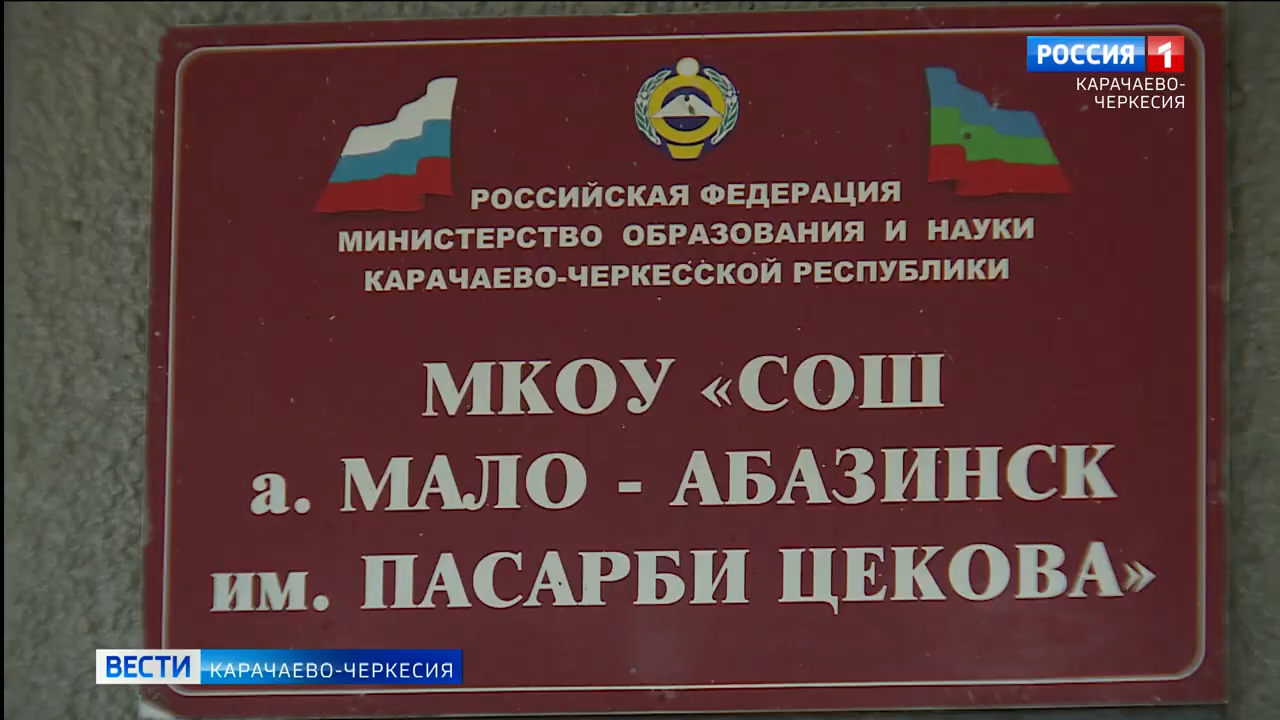 РОССИЯ 1
КАРАЧАЕВО-
ЧЕРКЕСИЯ
РОССИЙСКАЯ ФЕДЕРАЦИЯ
МИНИСТЕРСТВО ОБРАЗОВАНИЯ И НАУКИ
КАРАЧАЕВО-ЧЕРКЕССКОЙ РЕСПУБЛИКИ
МКОУ «СОШ
а. МАЛО - АБАЗИНСК
им. ПАСАРБИ ЦЕКОВА»
ВЕСТИ КАРАЧАЕВО-ЧЕРКЕСИЯ